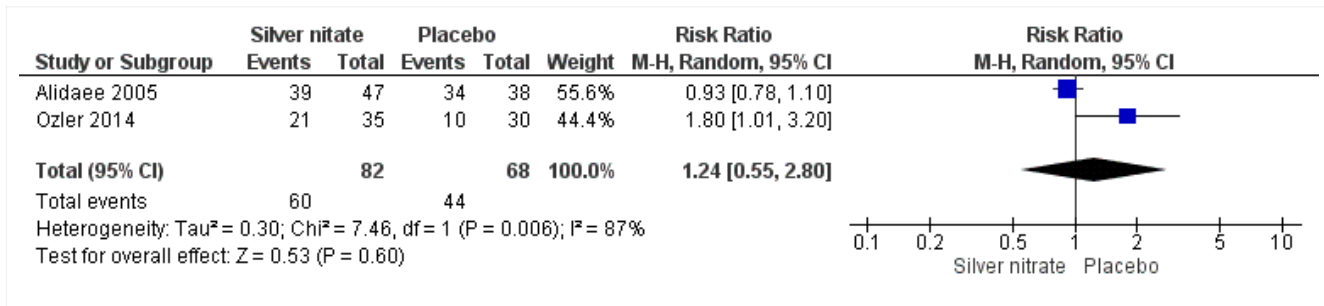 Silver nitrate Placebo Risk Ratio Risk Ratio
Study or Subgroup Events Total Events Total Weight M-H, Random, 95% CI M-H, Random, 95% CI
Alidaee 2005 39 47 34 38 55.6% 0.93 [0.78, 1.10]
Ozler 2014 21 35 10 30 44.4% 1.80 [1.01, 3.20]
Total (95% CI) 82 68 100.0% 1.24 [0.55, 2.80]
Total events 60 44
Heterogeneity: Tau² = 0.30; Chi² = 7.46, df = 1 (P = 0.006); I² = 87%
Test for overall effect: Z = 0.53 (P = 0.60)
0.1 0.2 0.5 1 2 5 10
Silver nitrate Placebo